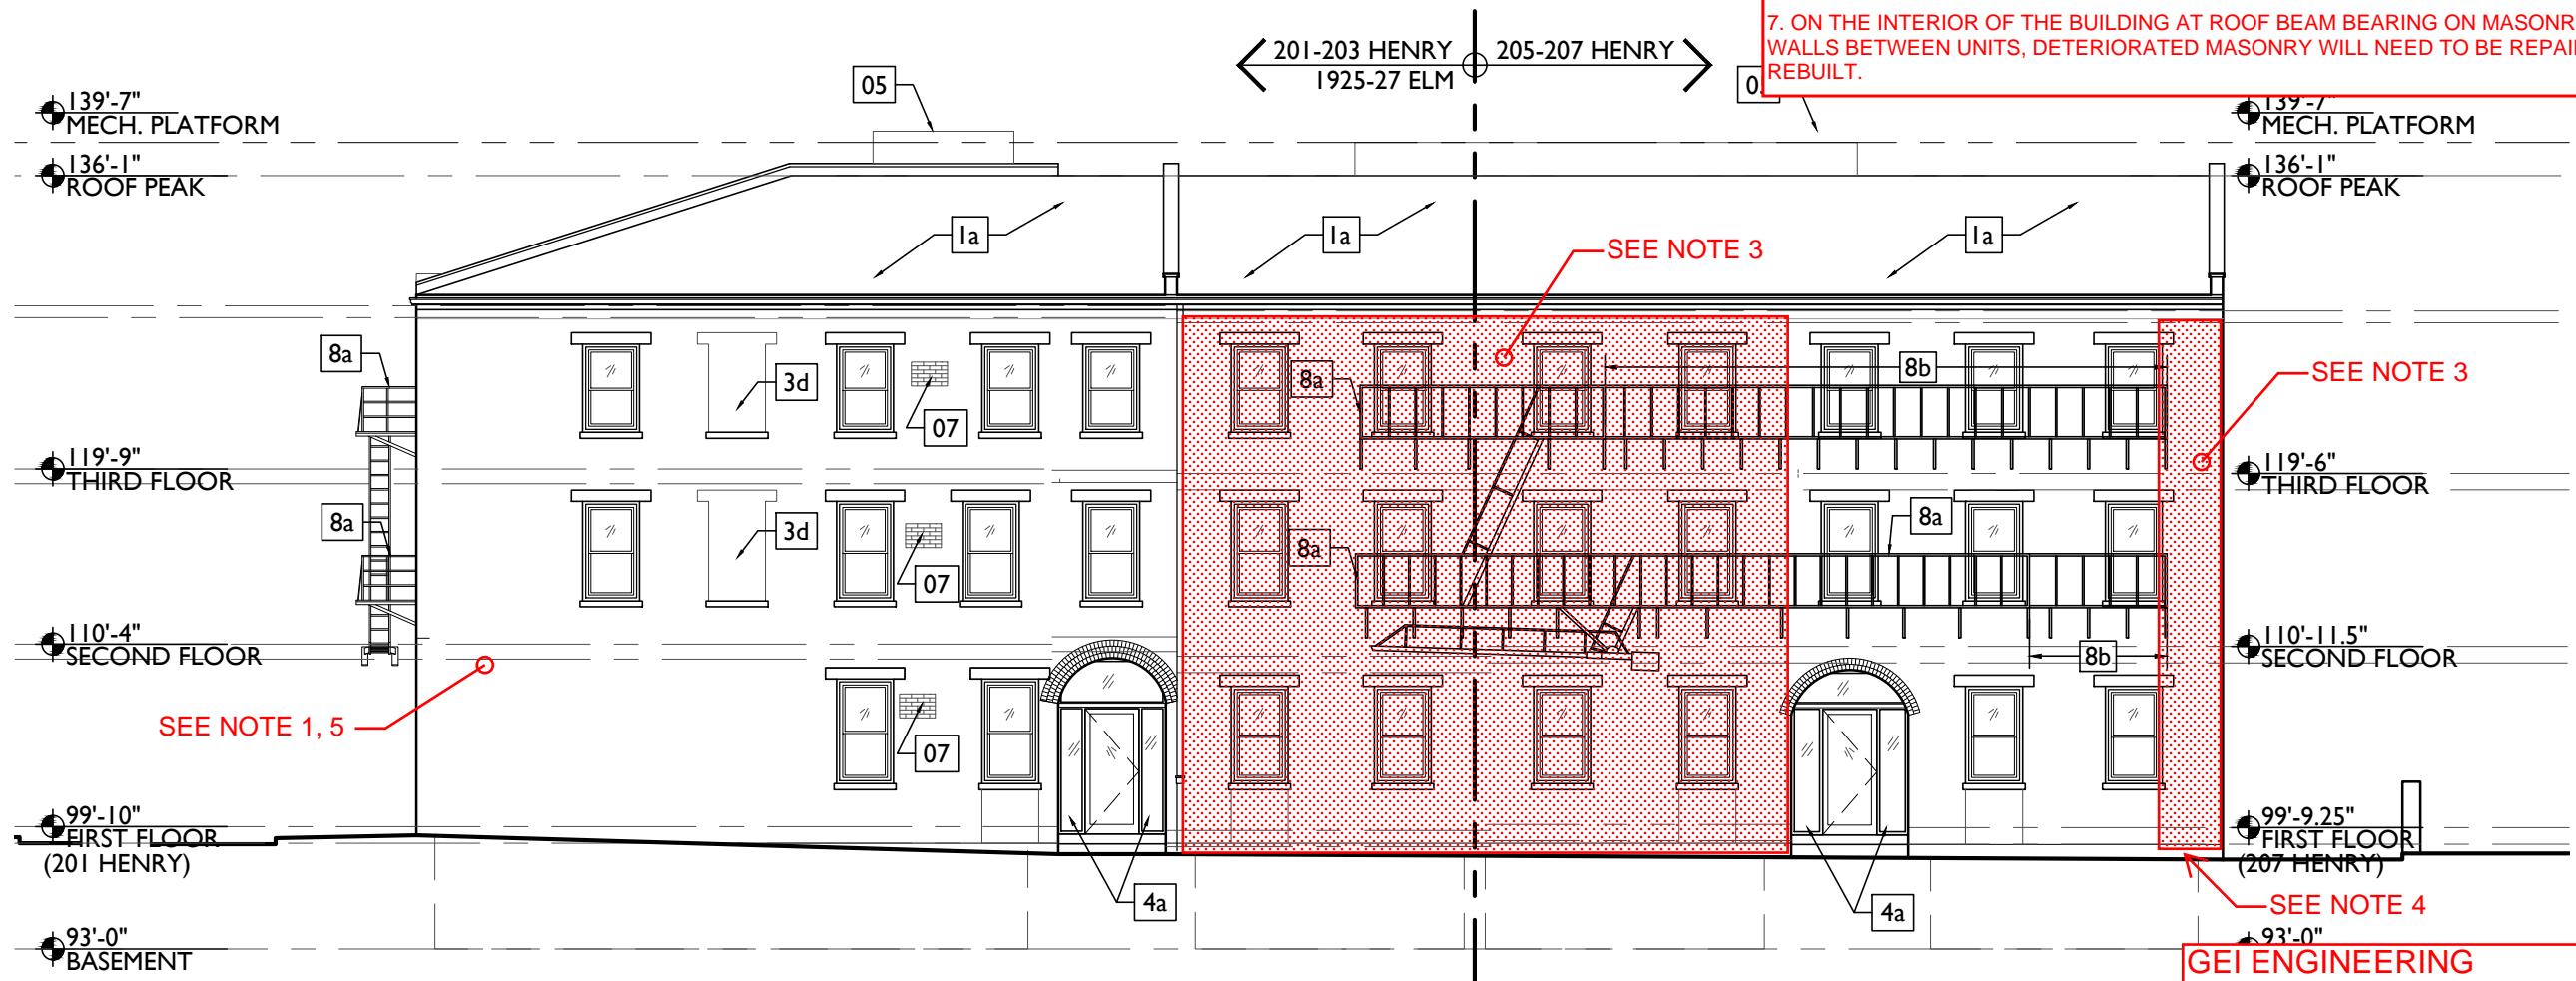 7. ON THE INTERIOR OF THE BUILDING AT ROOF BEAM BEARING ON
WALLS BETWEEN UNITS, DETERIORATED MASONRY WILL NEED TO BE
REBUILT.
201-203 HENRY
205-207 HENRY
1925-27 ELM
05
139'-7"
MECH. PLATFORM
139'-7"
MECH. PLATFORM
136'-1"
ROOF PEAK
136'-1"
ROOF PEAK
1a
1a
1a
SEE NOTE 3
8a
3d
07
8a
8b
SEE NOTE 3
119'-9"
THIRD FLOOR
119'-6"
THIRD FLOOR
8a
3d
07
8a
8a
110'-4"
SECOND FLOOR
8b
110'-11.5"
SECOND FLOOR
SEE NOTE 1, 5
07
99'-10"
FIRST FLOOR
(201 HENRY)
99'-9.25"
FIRST FLOOR
(207 HENRY)
4a
4a
SEE NOTE 4
93'-0"
BASEMENT
93'-0"
GEI ENGINEERING